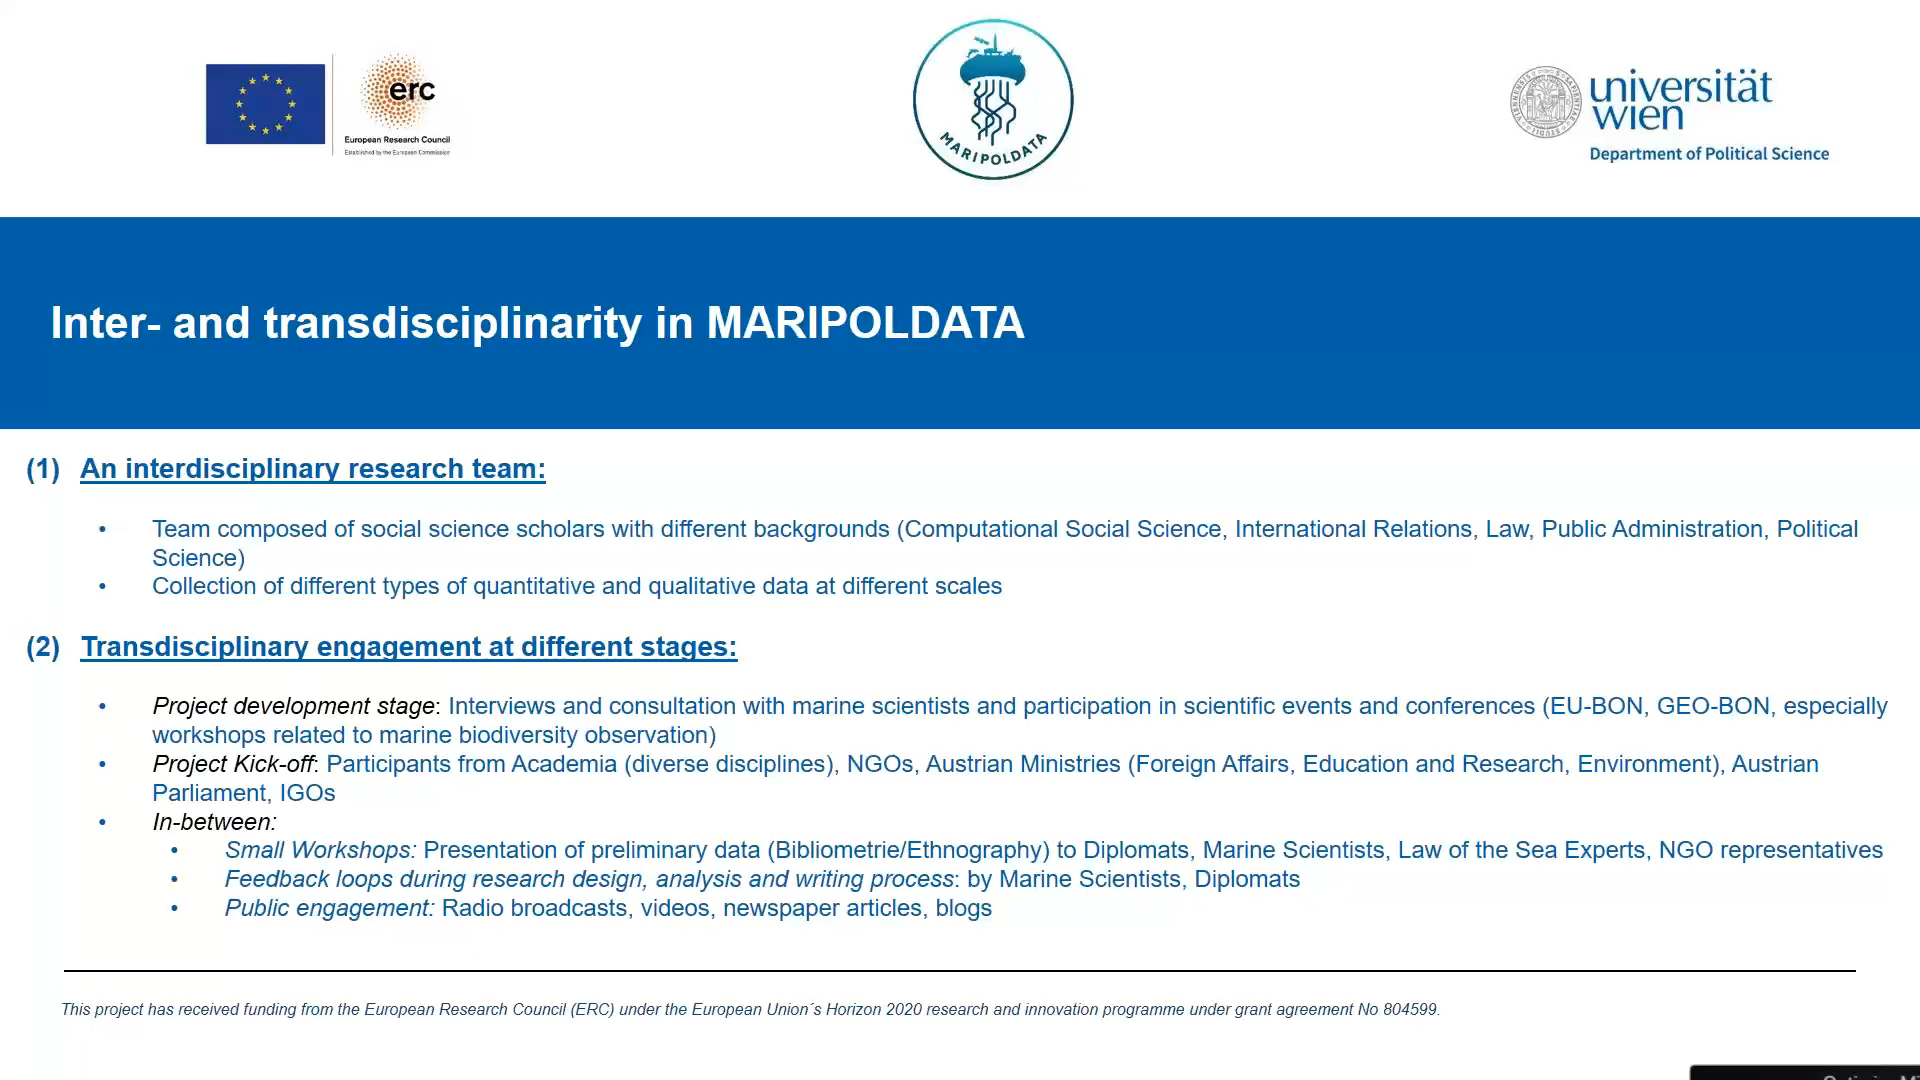 erc
European Research Council
Established by the European Commission
MARIPOLDATA
universität
wien
Department of Political Science
Inter- and transdisciplinarity in MARIPOLDATA
(1) An interdisciplinary research team:
• Team composed of social science scholars with different backgrounds (Computational Social Science, International Relations, Law, Public Administration, Political
Science)
• Collection of different types of quantitative and qualitative data at different scales
(2) Transdisciplinary engagement at different stages:
• Project development stage: Interviews and consultation with marine scientists and participation in scientific events and conferences (EU-BON, GEO-BON, especially
workshops related to marine biodiversity observation)
• Project Kick-off: Participants from Academia (diverse disciplines), NGOs, Austrian Ministries (Foreign Affairs, Education and Research, Environment), Austrian
Parliament, IGOs
• In-between:
• Small Workshops: Presentation of preliminary data (Bibliometrie/Ethnography) to Diplomats, Marine Scientists, Law of the Sea Experts, NGO representatives
• Feedback loops during research design, analysis and writing process: by Marine Scientists, Diplomats
• Public engagement: Radio broadcasts, videos, newspaper articles, blogs
This project has received funding from the European Research Council (ERC) under the European Union´s Horizon 2020 research and innovation programme under grant agreement No 804599.